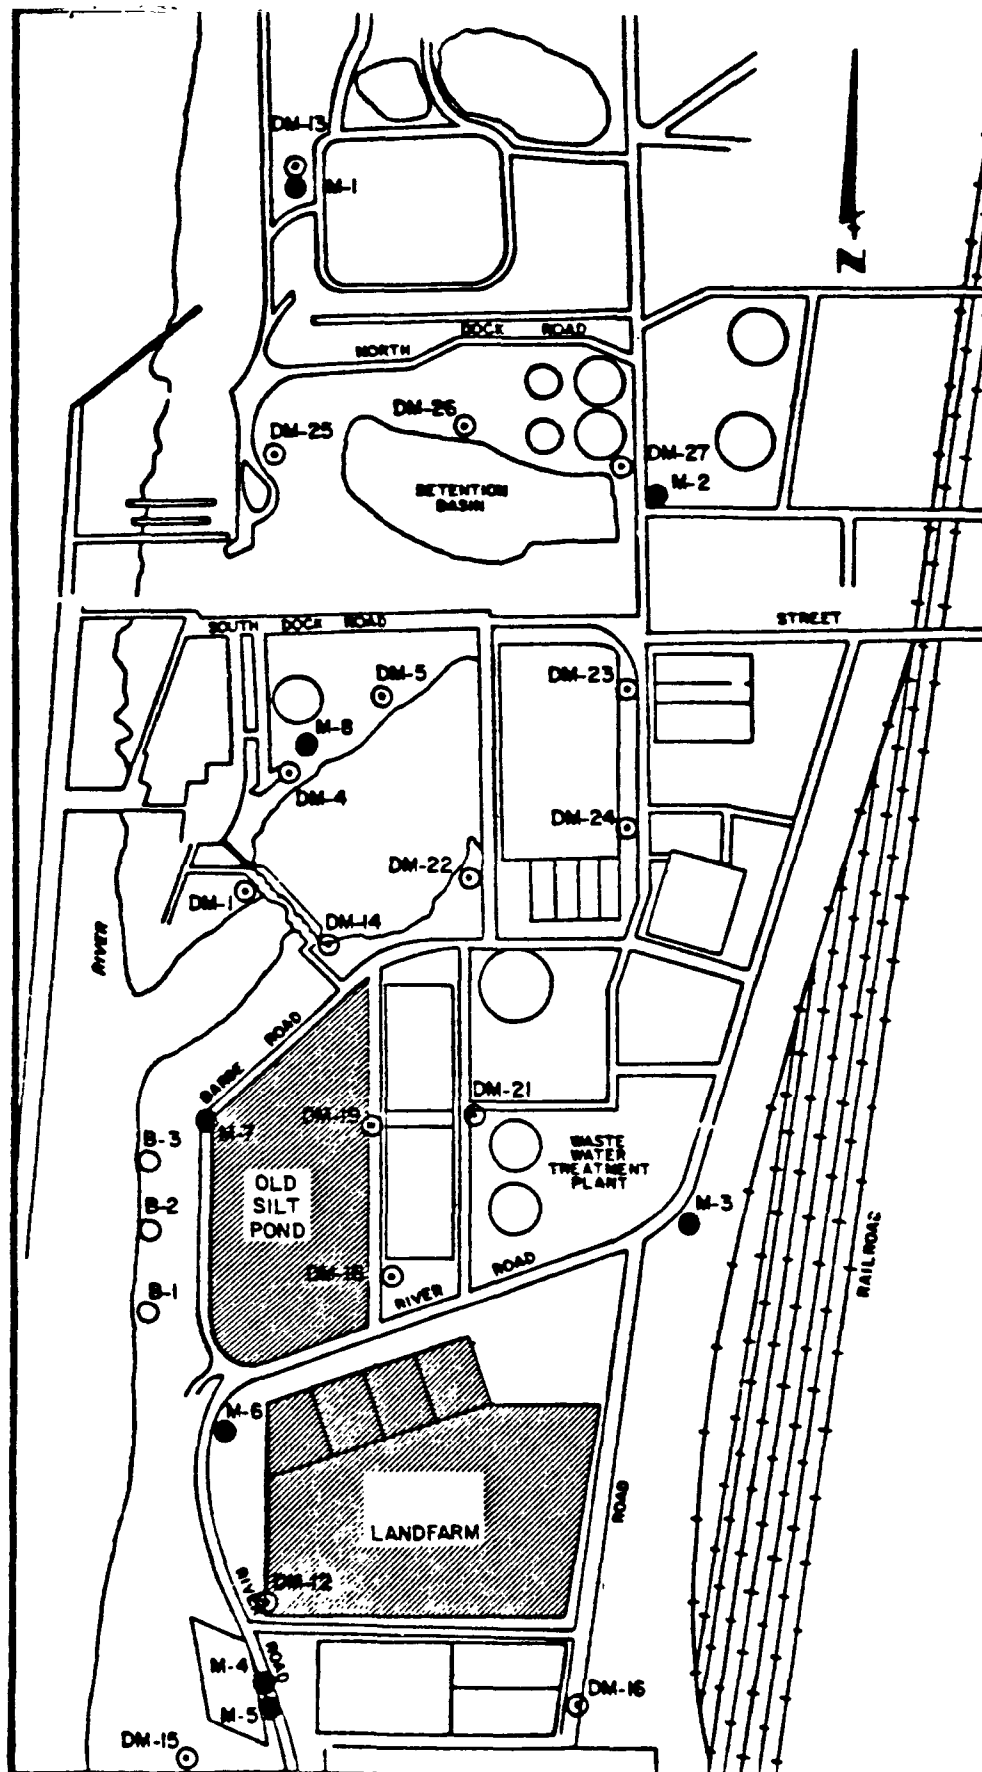 DM-13
M-1
N
DOCK ROAD
NORTH
DM-26
DM-25
DM-27
M-2
DETENTION
BASIN
STREET
SOUTH DOCK ROAD
DM-5
DM-23
M-8
DM-4
DM-24
DM-22
DM-1
DM-14
RIVER
BARGE ROAD
DM-21
DM-19
M-7
B-3
WASTE
WATER
TREATMENT
PLANT
OLD
SILT
POND
B-2
M-3
RAILROAD
DM-18
RIVER ROAD
B-1
M-6
ROAD
LANDFARM
DM-12
RIVER ROAD
M-4
M-5
DM-16
DM-15